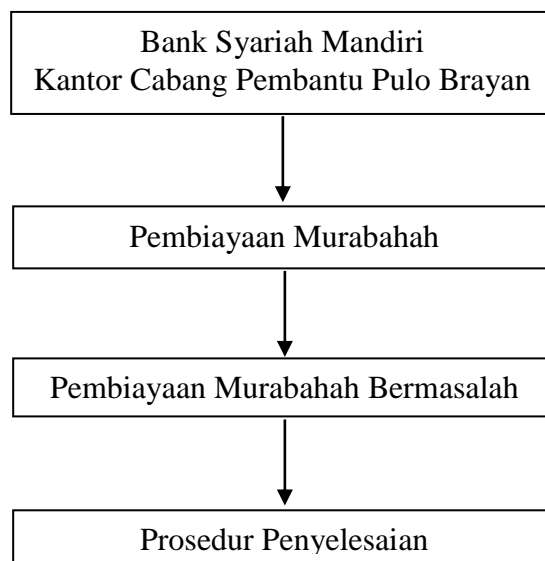 Bank Syariah Mandiri
Kantor Cabang Pembantu Pulo Brayan
Pembiayaan Murabahah
Pembiayaan Murabahah Bermasalah
Prosedur Penyelesaian